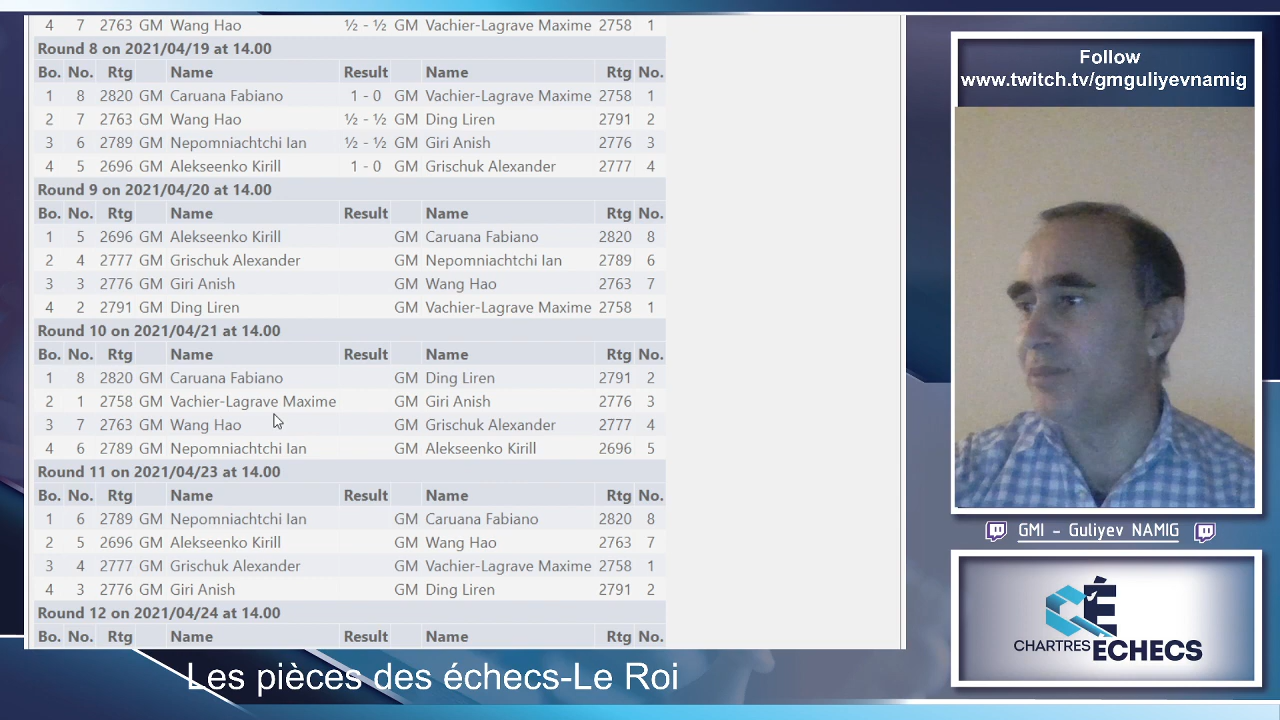 4 7 2763 GM Wang Hao ½ - ½ GM Vachier-Lagrave Maxime 2758 1
Round 8 on 2021/04/19 at 14.00
Bo. No. Rtg Name Result Name Rtg No.
1 8 2820 GM Caruana Fabiano 1 - 0 GM Vachier-Lagrave Maxime 2758 1
2 7 2763 GM Wang Hao ½ - ½ GM Ding Liren 2791 2
3 6 2789 GM Nepomniachtchi Ian ½ - ½ GM Giri Anish 2776 3
4 5 2696 GM Alekseenko Kirill 1 - 0 GM Grischuk Alexander 2777 4
Round 9 on 2021/04/20 at 14.00
Bo. No. Rtg Name Result Name Rtg No.
1 5 2696 GM Alekseenko Kirill GM Caruana Fabiano 2820 8
2 4 2777 GM Grischuk Alexander GM Nepomniachtchi Ian 2789 6
3 3 2776 GM Giri Anish GM Wang Hao 2763 7
4 2 2791 GM Ding Liren GM Vachier-Lagrave Maxime 2758 1
Round 10 on 2021/04/21 at 14.00
Bo. No. Rtg Name Result Name Rtg No.
1 8 2820 GM Caruana Fabiano GM Ding Liren 2791 2
2 1 2758 GM Vachier-Lagrave Maxime GM Giri Anish 2776 3
3 7 2763 GM Wang Hao GM Grischuk Alexander 2777 4
4 6 2789 GM Nepomniachtchi Ian GM Alekseenko Kirill 2696 5
Round 11 on 2021/04/23 at 14.00
Bo. No. Rtg Name Result Name Rtg No.
1 6 2789 GM Nepomniachtchi Ian GM Caruana Fabiano 2820 8
2 5 2696 GM Alekseenko Kirill GM Wang Hao 2763 7
3 4 2777 GM Grischuk Alexander GM Vachier-Lagrave Maxime 2758 1
4 3 2776 GM Giri Anish GM Ding Liren 2791 2
Round 12 on 2021/04/24 at 14.00
Bo. No. Rtg Name Result Name Rtg No.
Les pièces des échecs-Le Roi
Follow
www.twitch.tv/gmguliyevnamig
GMI - Guliyev NAMIG
CÉ
CHARTRES ECHECS